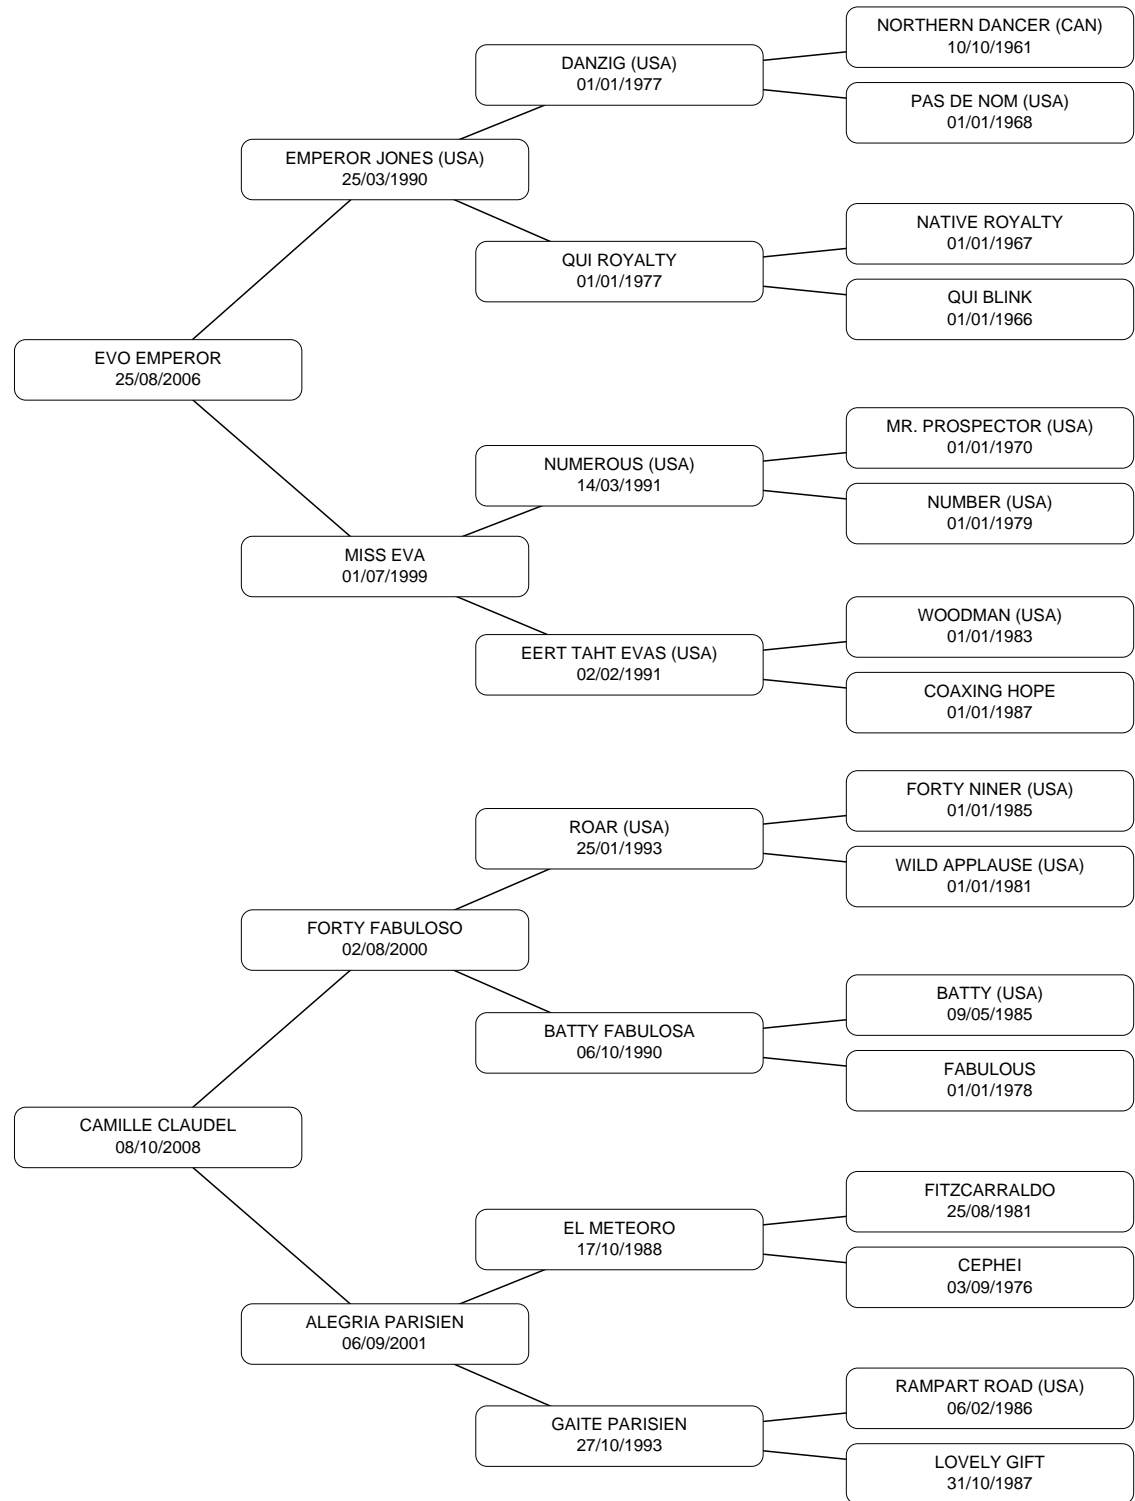 NORTHERN DANCER (CAN)
10/10/1961
DANZIG (USA)
01/01/1977
PAS DE NOM (USA)
01/01/1968
EMPEROR JONES (USA)
25/03/1990
NATIVE ROYALTY
01/01/1967
QUI ROYALTY
01/01/1977
QUI BLINK
01/01/1966
EVO EMPEROR
25/08/2006
MR. PROSPECTOR (USA)
01/01/1970
NUMEROUS (USA)
14/03/1991
NUMBER (USA)
01/01/1979
MISS EVA
01/07/1999
WOODMAN (USA)
01/01/1983
EERT TAHT EVAS (USA)
02/02/1991
COAXING HOPE
01/01/1987
FORTY NINER (USA)
01/01/1985
ROAR (USA)
25/01/1993
WILD APPLAUSE (USA)
01/01/1981
FORTY FABULOSO
02/08/2000
BATTY (USA)
09/05/1985
BATTY FABULOSA
06/10/1990
FABULOUS
01/01/1978
CAMILLE CLAUDEL
08/10/2008
FITZCARRALDO
25/08/1981
EL METEORO
17/10/1988
CEPHEI
03/09/1976
ALEGRIA PARISIEN
06/09/2001
RAMPART ROAD (USA)
06/02/1986
GAITE PARISIEN
27/10/1993
LOVELY GIFT
31/10/1987